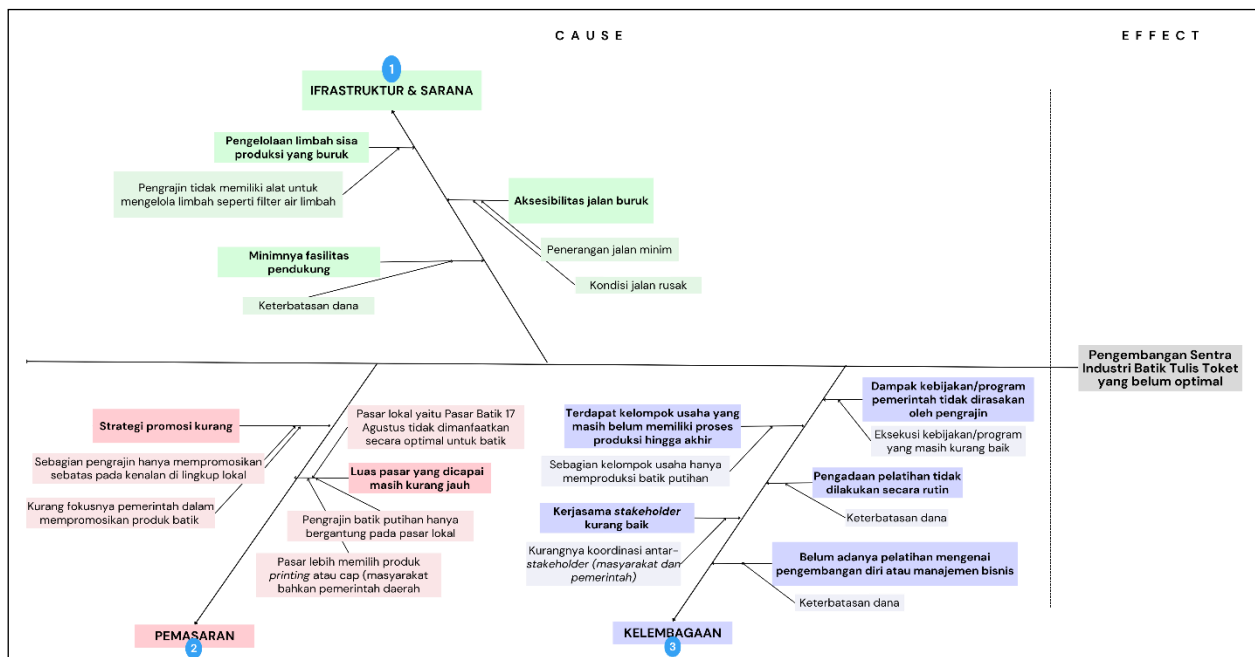 CAUSE
EFFECT
1
IFRASTRUKTUR & SARANA
Pengelolaan limbah sisa
produksi yang buruk
Pengrajin tidak memiliki alat untuk
mengelola limbah seperti filter air limbah
Aksesibilitas jalan buruk
Penerangan jalan minim
Kondisi jalan rusak
Minimnya fasilitas
pendukung
Keterbatasan dana
Pengembangan Sentra
Industri Batik Tulis Toket
yang belum optimal
Strategi promosi kurang
Sebagian pengrajin hanya mempromosikan
sebatas pada kenalan di lingkup lokal
Kurang fokusnya pemerintah dalam
mempromosikan produk batik
Pasar lokal yaitu Pasar Batik 17
Agustus tidak dimanfaatkan
secara optimal untuk batik
Luas pasar yang dicapai
masih kurang jauh
Pengrajin batik putihan hanya
bergantung pada pasar lokal
Pasar lebih memilih produk
printing atau cap (masyarakat
bahkan pemerintah daerah
PEMASARAN
2
Terdapat kelompok usaha yang
masih belum memiliki proses
produksi hingga akhir
Sebagian kelompok usaha hanya
memproduksi batik putihan
Kerjasama stakeholder
kurang baik
Kurangnya koordinasi antar-
stakeholder (masyarakat dan
pemerintah)
Dampak kebijakan/program
pemerintah tidak dirasakan
oleh pengrajin
Eksekusi kebijakan/program
yang masih kurang baik
Pengadaan pelatihan tidak
dilakukan secara rutin
Keterbatasan dana
Belum adanya pelatihan mengenai
pengembangan diri atau manajemen bisnis
Keterbatasan dana
KELEMBAGAAN
3